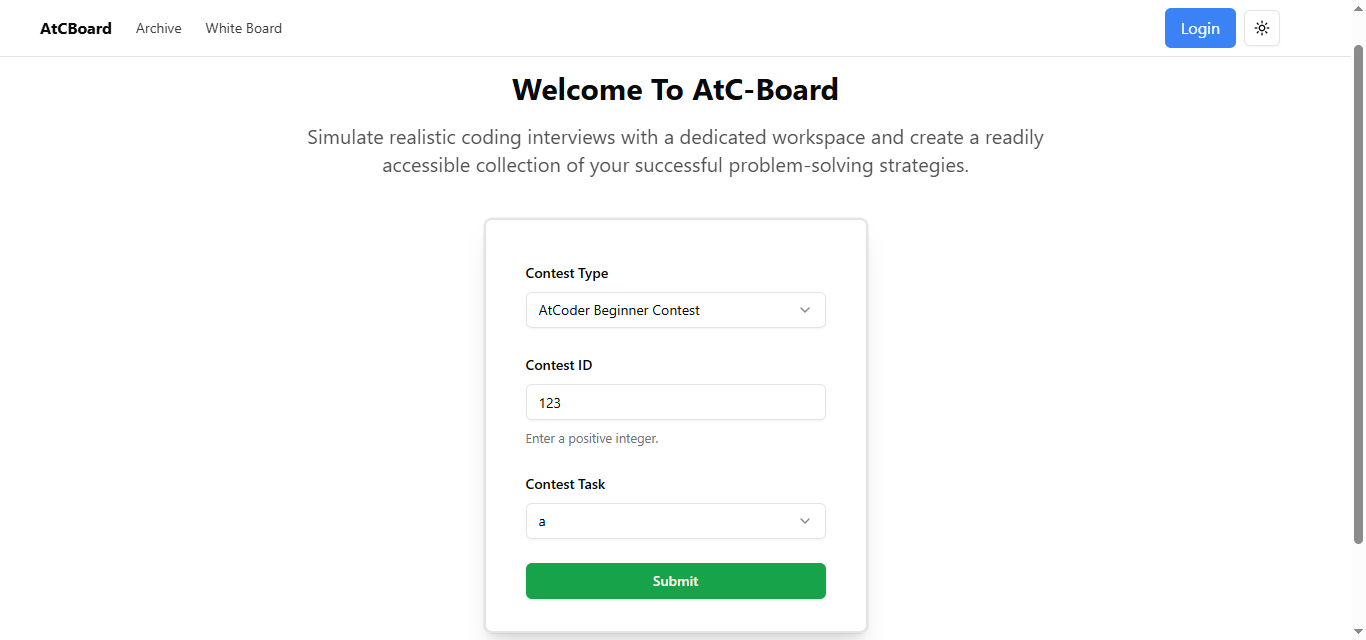 AtCBoard Archive White Board Login
Welcome To AtC-Board
Simulate realistic coding interviews with a dedicated workspace and create a readily
accessible collection of your successful problem-solving strategies.
Contest Type
AtCoder Beginner Contest
Contest ID
123
Enter a positive integer.
Contest Task
a
Submit